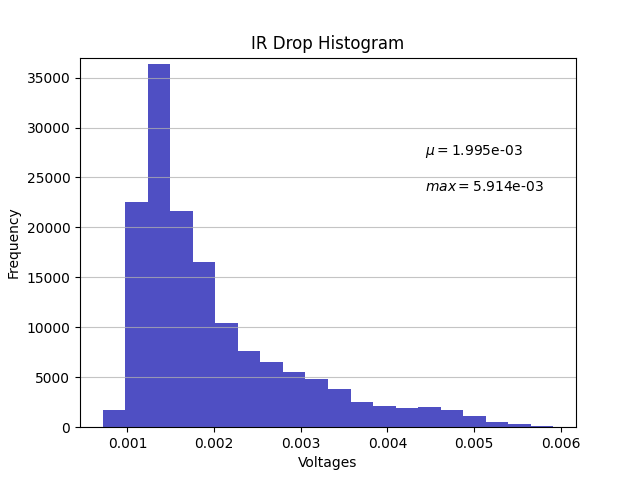 IR Drop Histogram
35000
30000
25000
20000
15000
10000
5000
0
Frequency
μ = 1.995e-03
max = 5.914e-03
0.001 0.002 0.003 0.004 0.005 0.006
Voltages